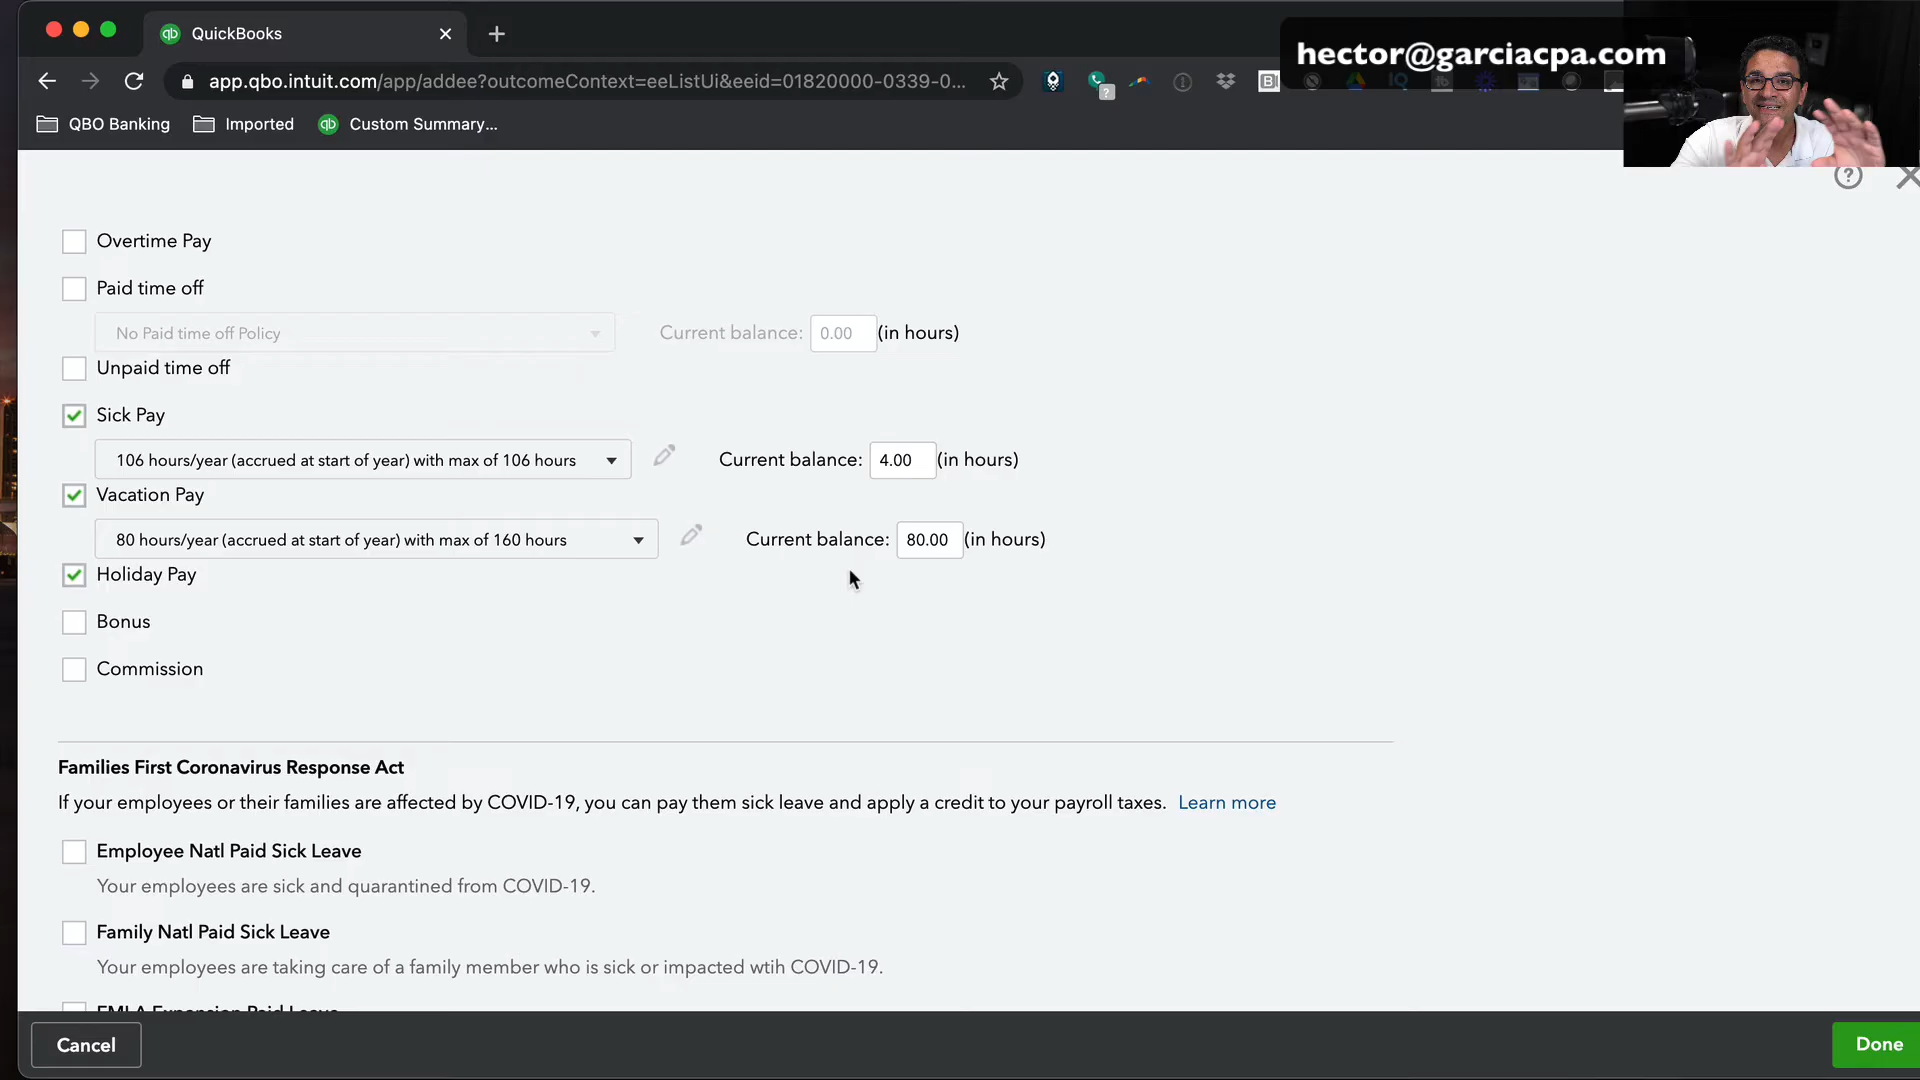 QuickBooks
hector@garciacpa.com
app.qbo.intuit.com/app/addee?outcomeContext=eeListUi&eeid=01820000-0339-0...
QBO Banking
Imported
Custom Summary...
Overtime Pay
Paid time off
No Paid time off Policy
Current balance: 0.00 (in hours)
Unpaid time off
Sick Pay
106 hours/year (accrued at start of year) with max of 106 hours
Current balance: 4.00 (in hours)
Vacation Pay
80 hours/year (accrued at start of year) with max of 160 hours
Current balance: 80.00 (in hours)
Holiday Pay
Bonus
Commission
Families First Coronavirus Response Act
If your employees or their families are affected by COVID-19, you can pay them sick leave and apply a credit to your payroll taxes. Learn more
Employee Natl Paid Sick Leave
Your employees are sick and quarantined from COVID-19.
Family Natl Paid Sick Leave
Your employees are taking care of a family member who is sick or impacted wtih COVID-19.
FMLA Expansion Paid Leave
Cancel
Done